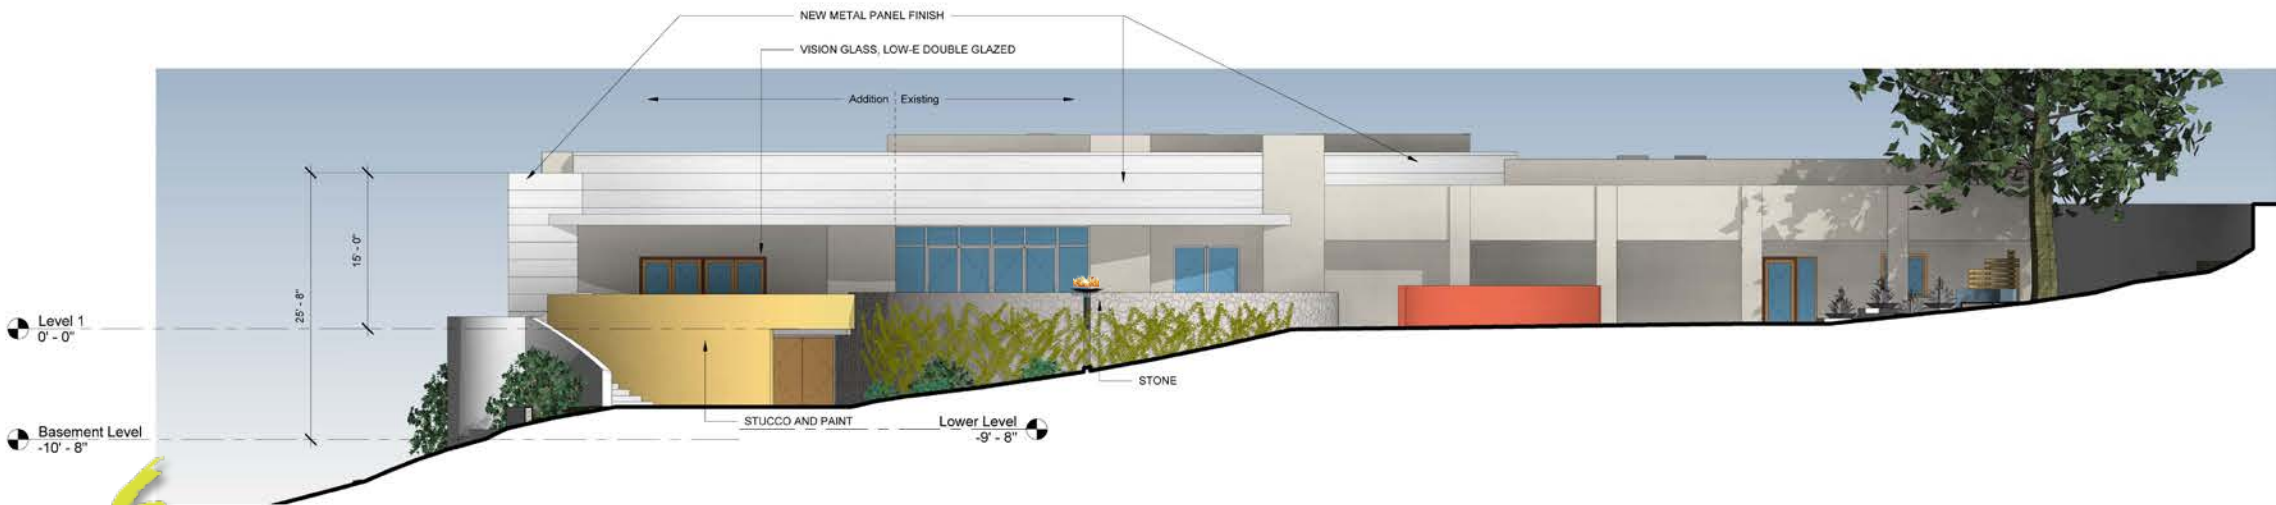 NEW METAL PANEL FINISH
VISION GLASS, LOW-E DOUBLE GLAZED
Addition Existing
15' - 0"
25' - 8"
Level 1
0' - 0"
STONE
STUCCO AND PAINT
Lower Level
-9' - 8"
Basement Level
-10' - 8"